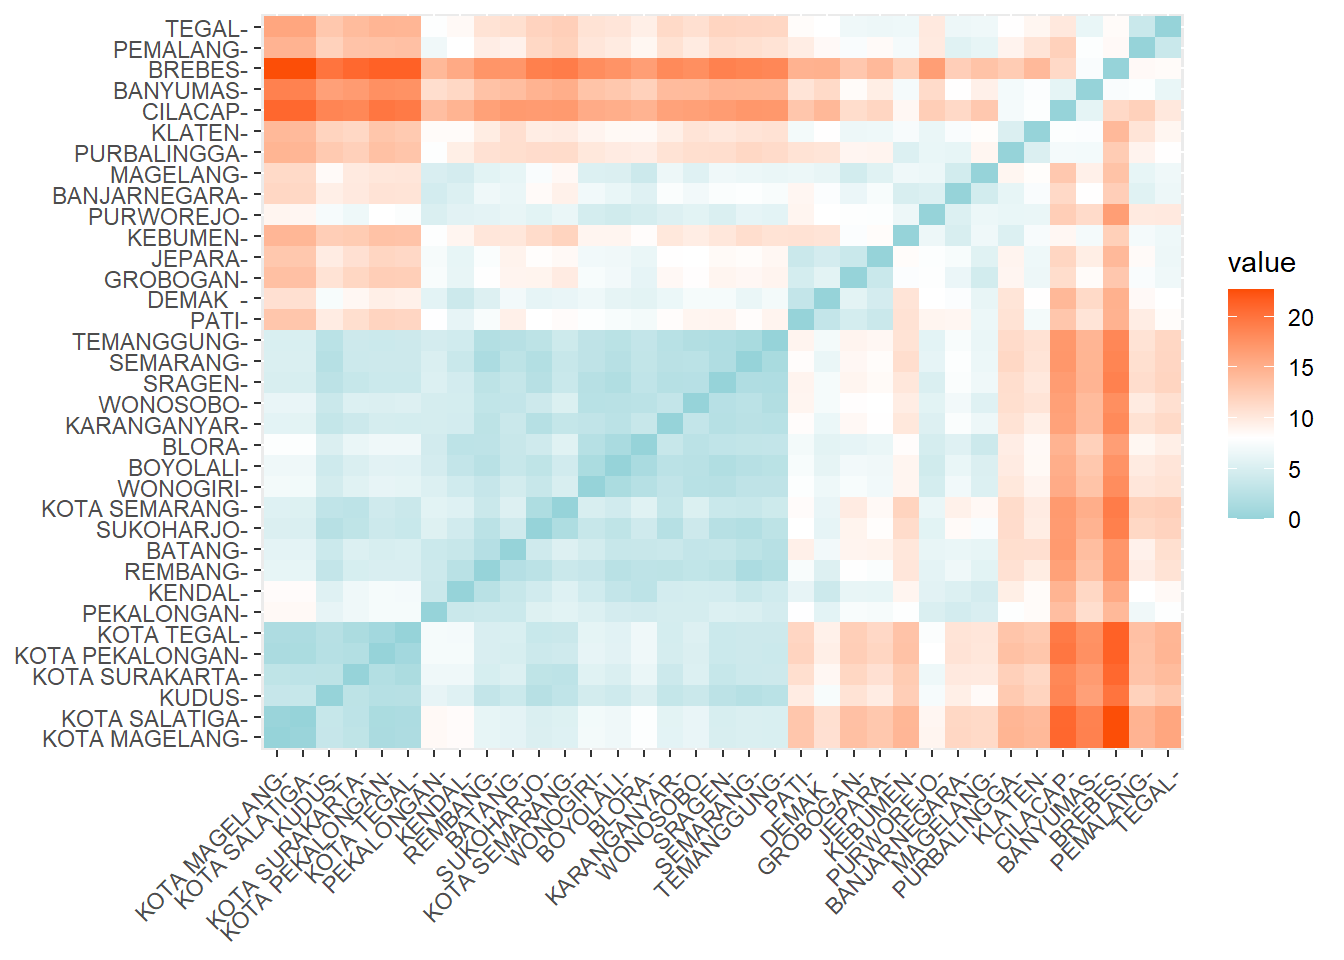 TEGAL-
PEMALANG-
BREBES-
BANYUMAS-
CILACAP-
KLATEN-
PURBALINGGA-
MAGELANG-
BANJARNEGARA-
PURWOREJO-
KEBUMEN-
JEPARA-
GROBOGAN-
DEMAK -
PATI-
TEMANGGUNG-
SEMARANG-
SRAGEN-
WONOSOBO-
KARANGANYAR-
BLORA-
BOYOLALI-
WONOGIRI-
KOTA SEMARANG-
SUKOHARJO-
BATANG-
REMBANG-
KENDAL-
PEKALONGAN-
KOTA TEGAL-
KOTA PEKALONGAN-
KOTA SURAKARTA-
KUDUS-
KOTA SALATIGA-
KOTA MAGELANG-
KOTA MAGELANG-
KOTA SALATIGA-
KUDUS-
KOTA SURAKARTA-
KOTA PEKALONGAN-
KOTA TEGAL-
PEKALONGAN-
KENDAL-
REMBANG-
BATANG-
SUKOHARJO-
KOTA SEMARANG-
WONOGIRI-
BOYOLALI-
BLORA-
KARANGANYAR-
WONOSOBO-
SRAGEN-
SEMARANG-
TEMANGGUNG-
PATI-
DEMAK -
GROBOGAN-
JEPARA-
KEBUMEN-
PURWOREJO-
BANJARNEGARA-
MAGELANG-
PURBALINGGA-
KLATEN-
CILACAP-
BANYUMAS-
BREBES-
PEMALANG-
TEGAL-
value
20
15
10
5
0